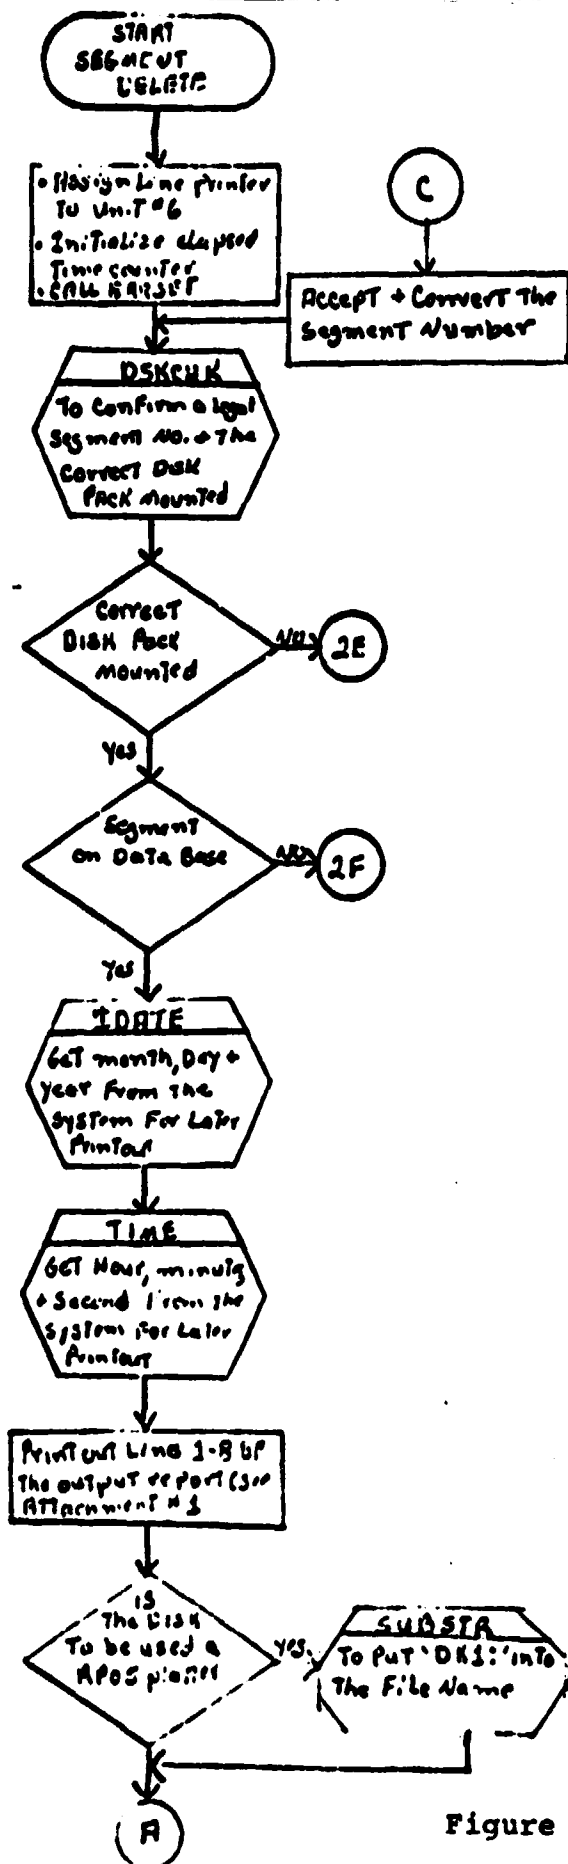 START
SEGMENT
DELETE
• Assign Line printer
To Unit #6
• Initialize elapsed
Time counter
• CALL
C
Accept + Convert The
Segment Number
DSKCHK
To Confirm a legal
Segment No. + The
Correct Disk
Pack Mounted
Correct
Disk Pack
Mounted
NO
2E
Yes
Segment
on Data Base
NO
2F
Yes
IDATE
Get month, Day +
year From The
System For Later
Printout
TIME
GET Hour, minute
+ Second From The
System For Later
Printout
Printout Line 1-8 of
The output report (see
Attachment #1
Is
The Disk
To be used a
RP05 platter
yes
SUBSTR
To Put 'DK1:' into
The File Name
A
Figure